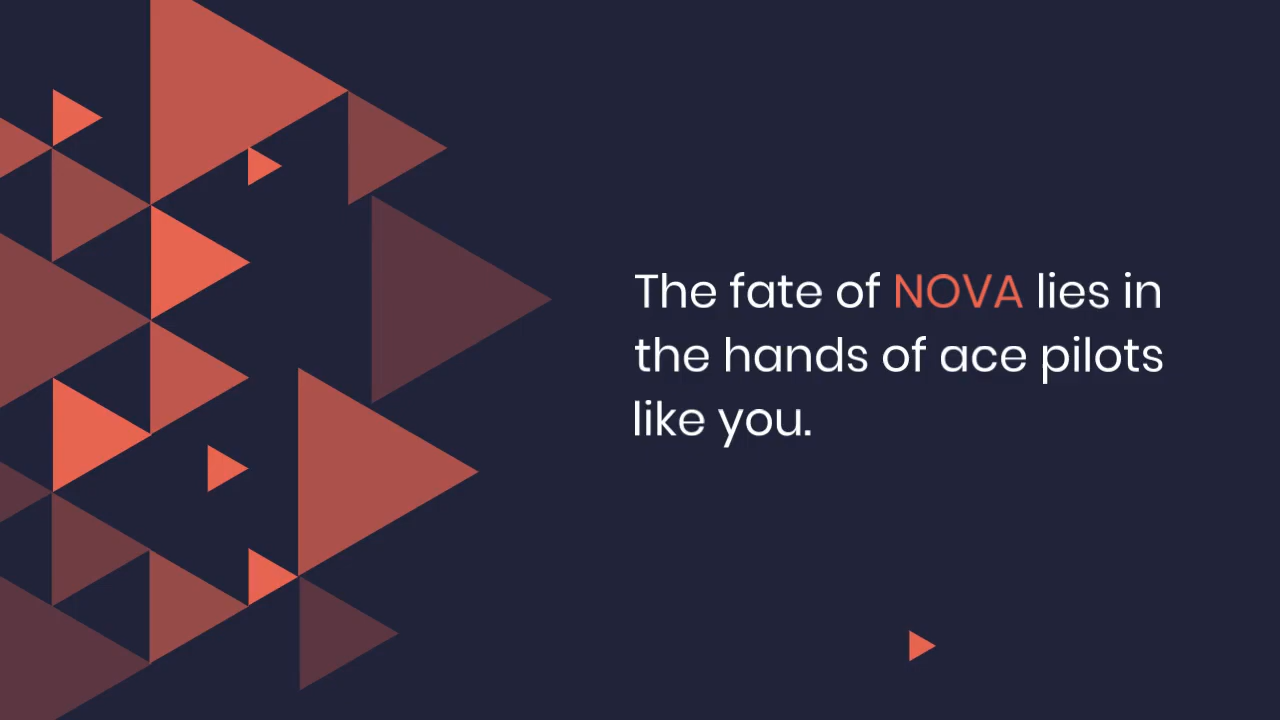 The fate of NOVA lies in
the hands of ace pilots
like you.